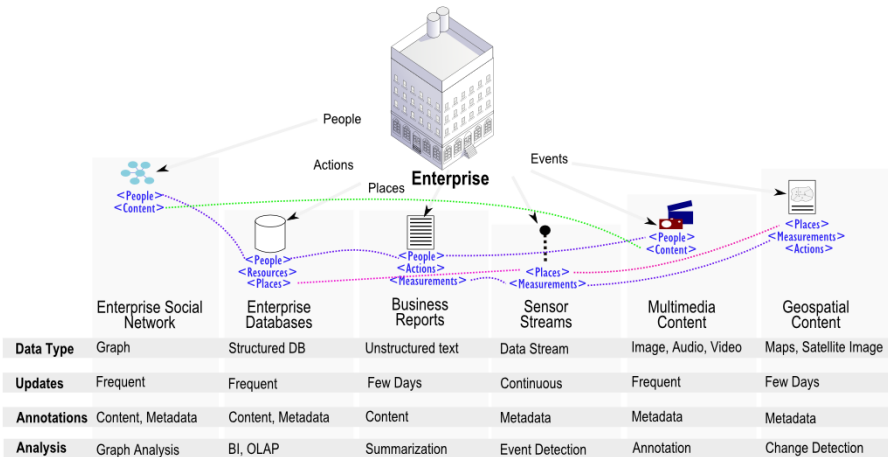 People
Actions
Places
Events
Enterprise
<People>
<Content>
<People>
<Resources>
<Places>
<People>
<Actions>
<Measurements>
<Places>
<Measurements>
<People>
<Content>
<Places>
<Measurements>
<Actions>
Enterprise Social
Network
Enterprise
Databases
Business
Reports
Sensor
Streams
Multimedia
Content
Geospatial
Content
Data Type Graph Structured DB Unstructured text Data Stream Image, Audio, Video Maps, Satellite Image
Updates Frequent Frequent Few Days Continuous Frequent Few Days
Annotations Content, Metadata Content, Metadata Content Metadata Metadata Metadata
Analysis Graph Analysis BI, OLAP Summarization Event Detection Annotation Change Detection